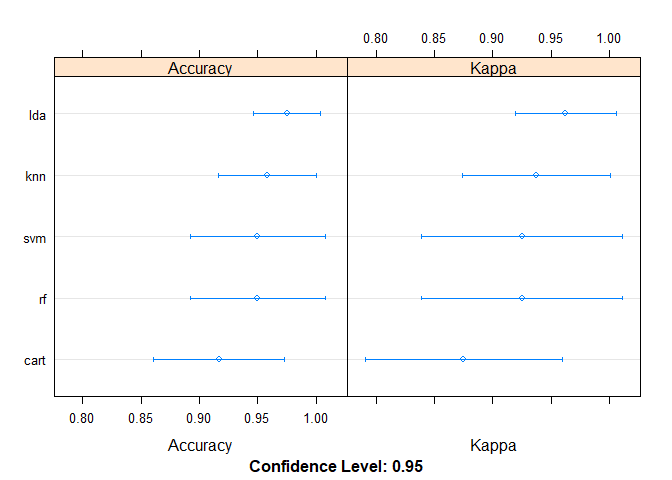 0.80 0.85 0.90 0.95 1.00
Accuracy Kappa
lda
knn
svm
rf
cart
0.80 0.85 0.90 0.95 1.00
Accuracy Kappa
Confidence Level: 0.95